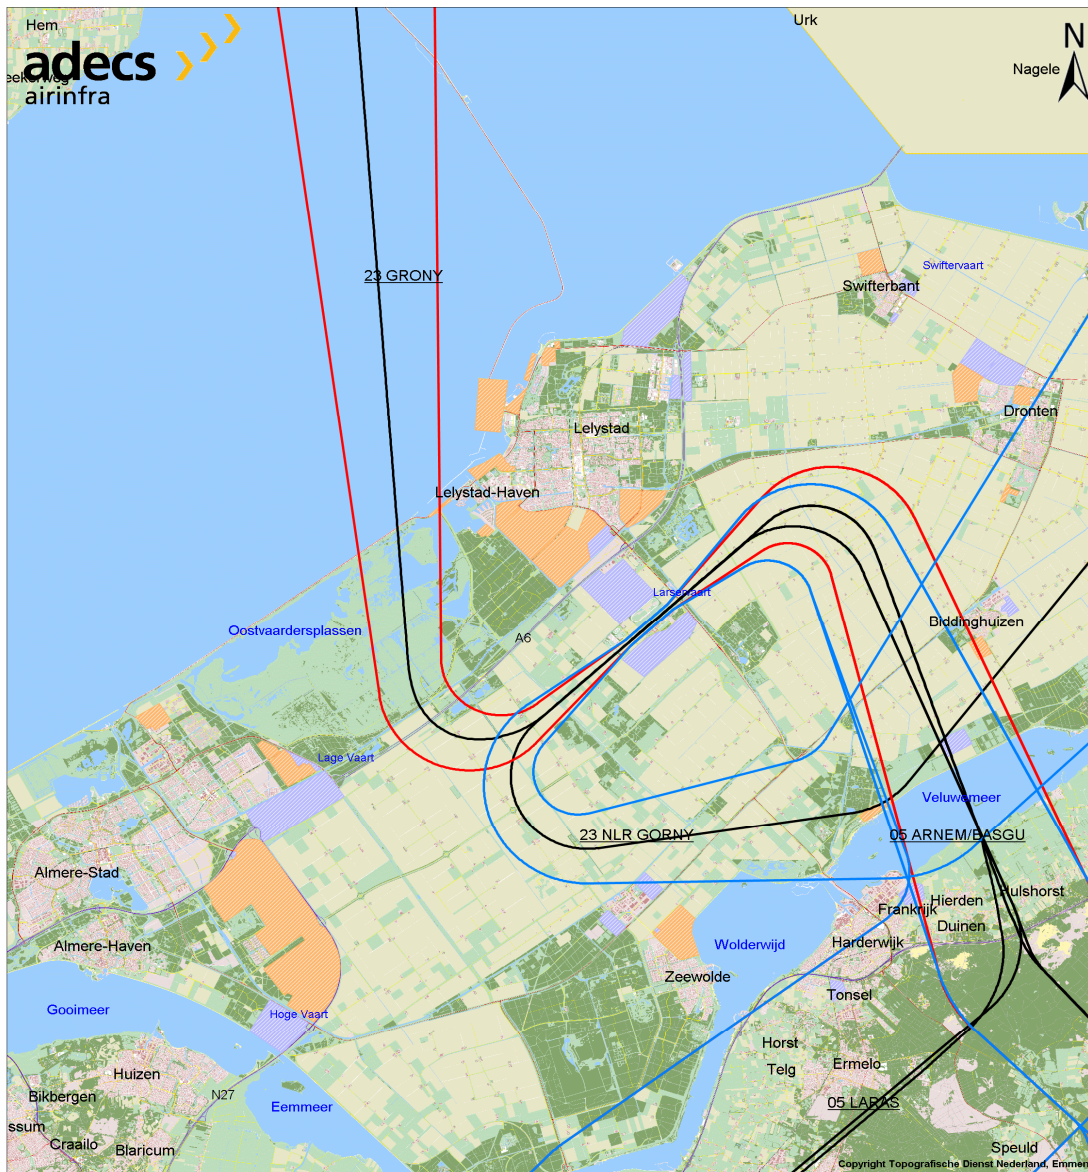 Hem
Urk
N
adecs
airinfra
Nagele
23 GRONY
Swiftervaart
Swifterbant
Dronten
Lelystad
Lelystad-Haven
Larservaart
Biddinghuizen
Oostvaardersplassen
A6
Lage Vaart
Veluwemeer
23 NLR GORNY
05 ARNEM/BASGU
Almere-Stad
Hulshorst
Hierden
Frankrijk
Duinen
Almere-Haven
Wolderwijd
Harderwijk
Zeewolde
Tonsel
Gooimeer
Hoge Vaart
Horst
Ermelo
Telg
Huizen
N27
Bikbergen
Eemmeer
05 LARAS
ssum
Craailo
Blaricum
Speuld
Copyright Topografische Dienst Nederland, Emm